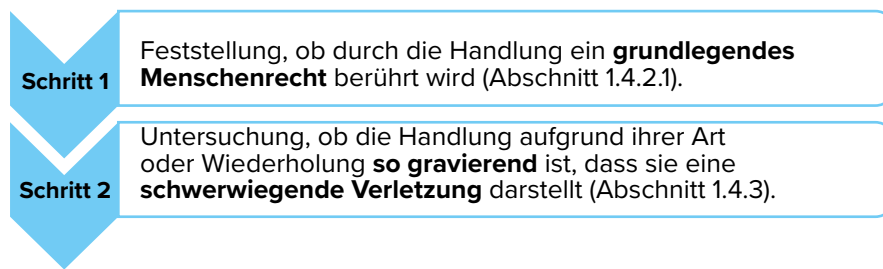 Schritt 1
Feststellung, ob durch die Handlung ein grundlegendes
Menschenrecht berührt wird (Abschnitt 1.4.2.1).
Schritt 2
Untersuchung, ob die Handlung aufgrund ihrer Art
oder Wiederholung so gravierend ist, dass sie eine
schwerwiegende Verletzung darstellt (Abschnitt 1.4.3).